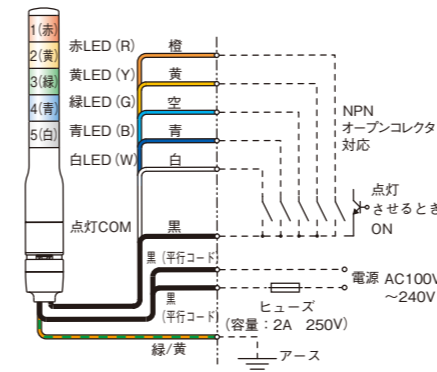 1(赤)
2(黄)
3(緑)
4(青)
5(白)
赤LED (R) 橙
黄LED (Y) 黄
緑LED (G) 空
青LED (B) 青
白LED (W) 白
点灯COM 黒
NPN
オープンコレクタ
対応
点灯
させるとき
ON
黒 (平行コード)
黒
(平行コード)
電源 AC100V
～240V
ヒューズ
(容量：2A 250V)
緑/黄
アース